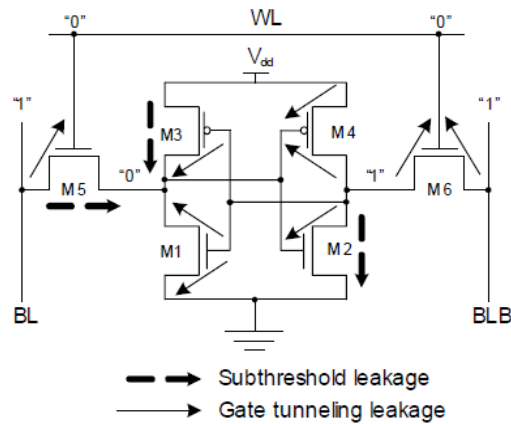 "0" WL "0"
V_dd
"1" "1"
M3 M4
"0" "1"
M5 M6
M1 M2
BL BLB
Subthreshold leakage
Gate tunneling leakage